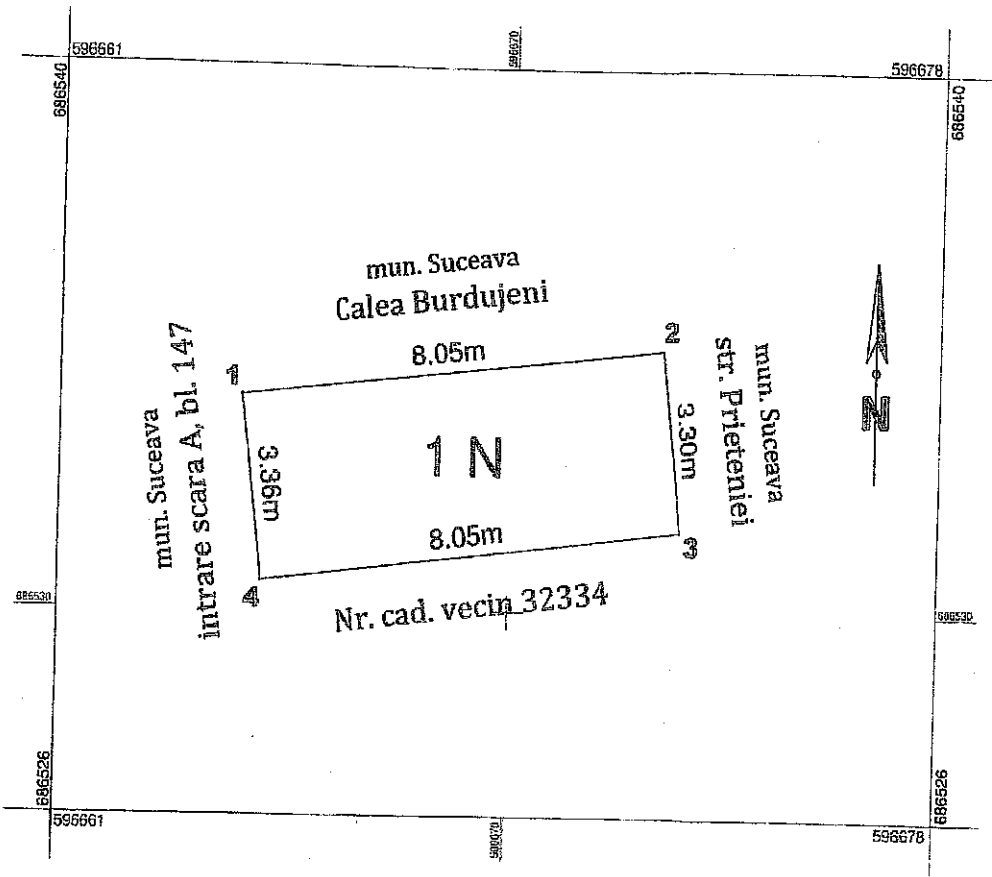 596661
596670
596678
686540
686540
mun. Suceava
Calea Burdujeni
8.05m
1
2
mun. Suceava
intrare scara A, bl. 147
3.36m
1 N
3.30m
mun. Suceava
str. Prieteniei
N
8.05m
4
3
Nr. cad. vecin 32334
686530
686530
686526
686526
596661
596670
596678